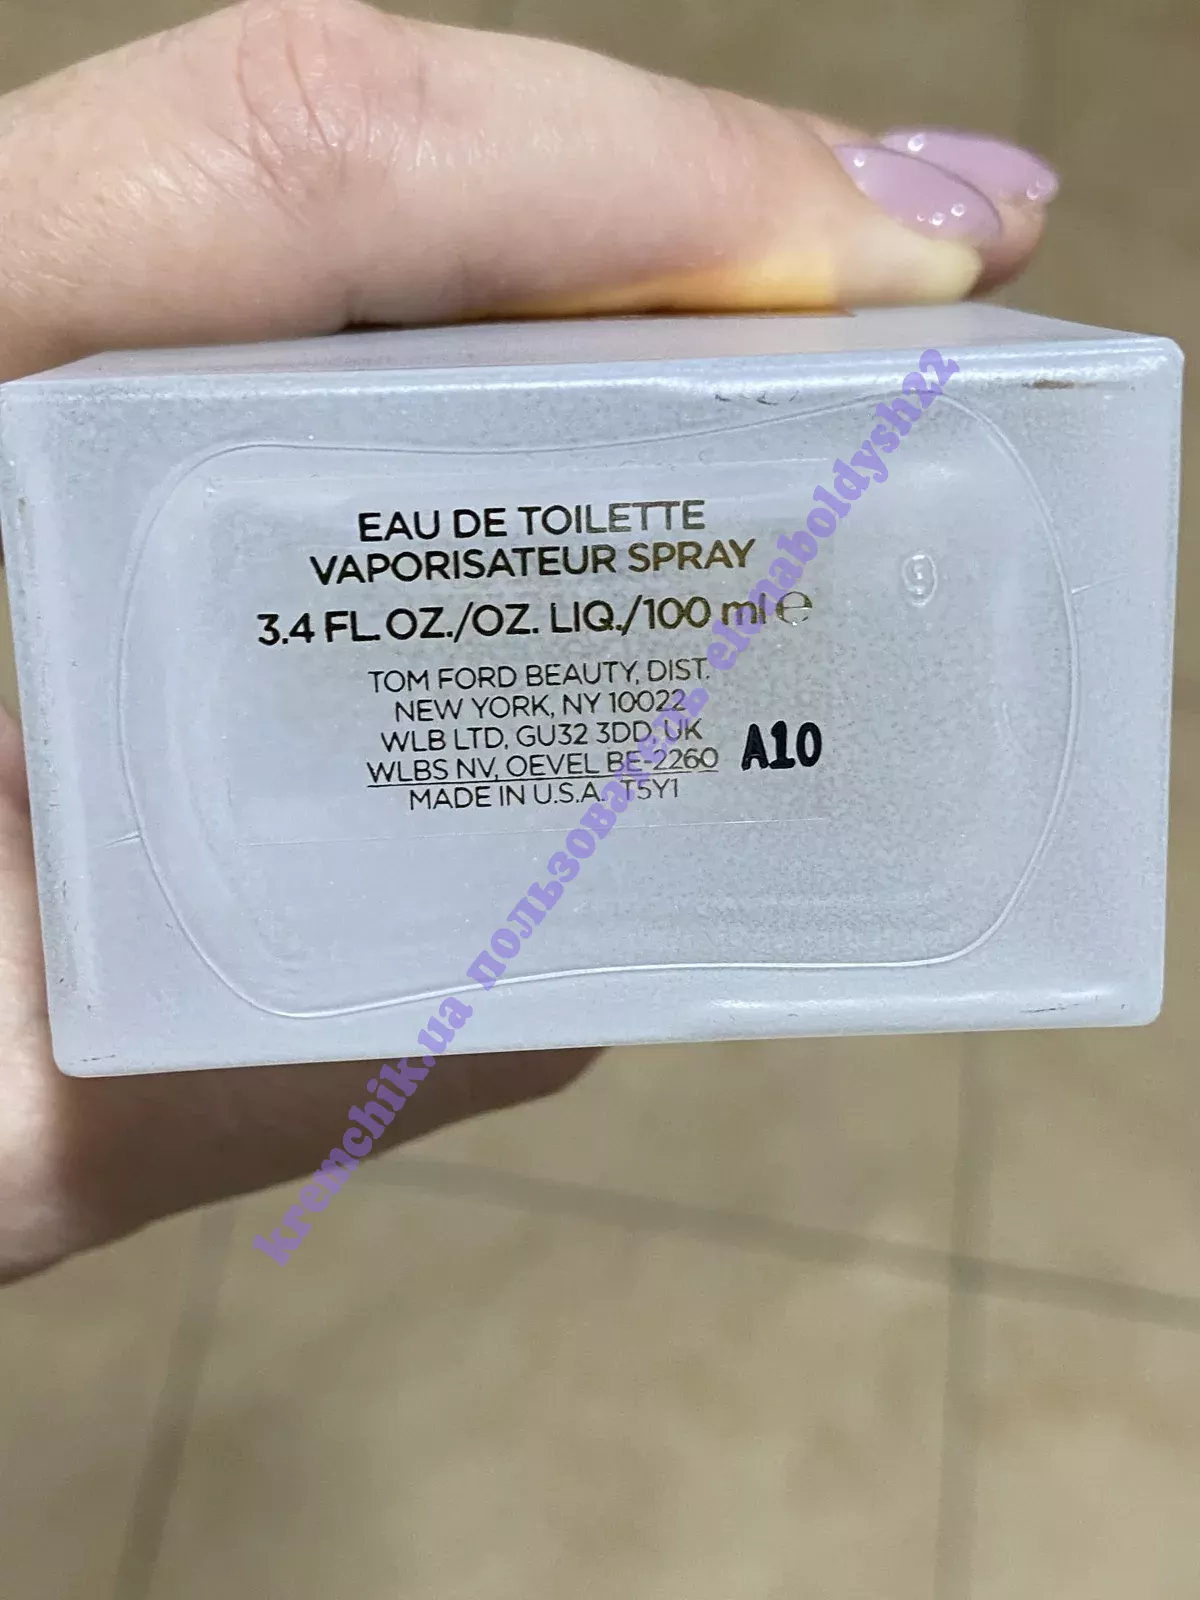 EAU DE TOILETTE
VAPORISATEUR SPRAY
3.4 FL.OZ./OZ. LIQ./100 ml e
TOM FORD BEAUTY, DIST.
NEW YORK, NY 10022
WLB LTD, GU32 3DD, UK
WLBS NV, OEVEL BE-2260
MADE IN U.S.A. T5Y1
A10
kremchik.ua пользователь elenaboldysh22